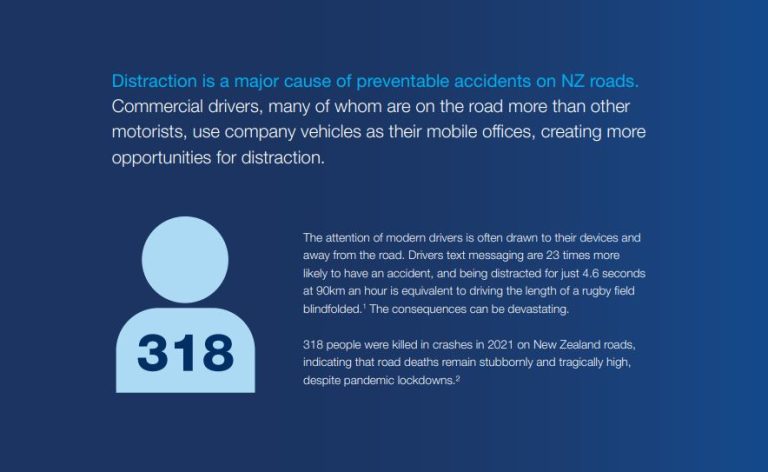 Distraction is a major cause of preventable accidents on NZ roads.
Commercial drivers, many of whom are on the road more than other
motorists, use company vehicles as their mobile offices, creating more
opportunities for distraction.
The attention of modern drivers is often drawn to their devices and
away from the road. Drivers text messaging are 23 times more
likely to have an accident, and being distracted for just 4.6 seconds
at 90km an hour is equivalent to driving the length of a rugby field
blindfolded.¹ The consequences can be devastating.
318
318 people were killed in crashes in 2021 on New Zealand roads,
indicating that road deaths remain stubbornly and tragically high,
despite pandemic lockdowns.²